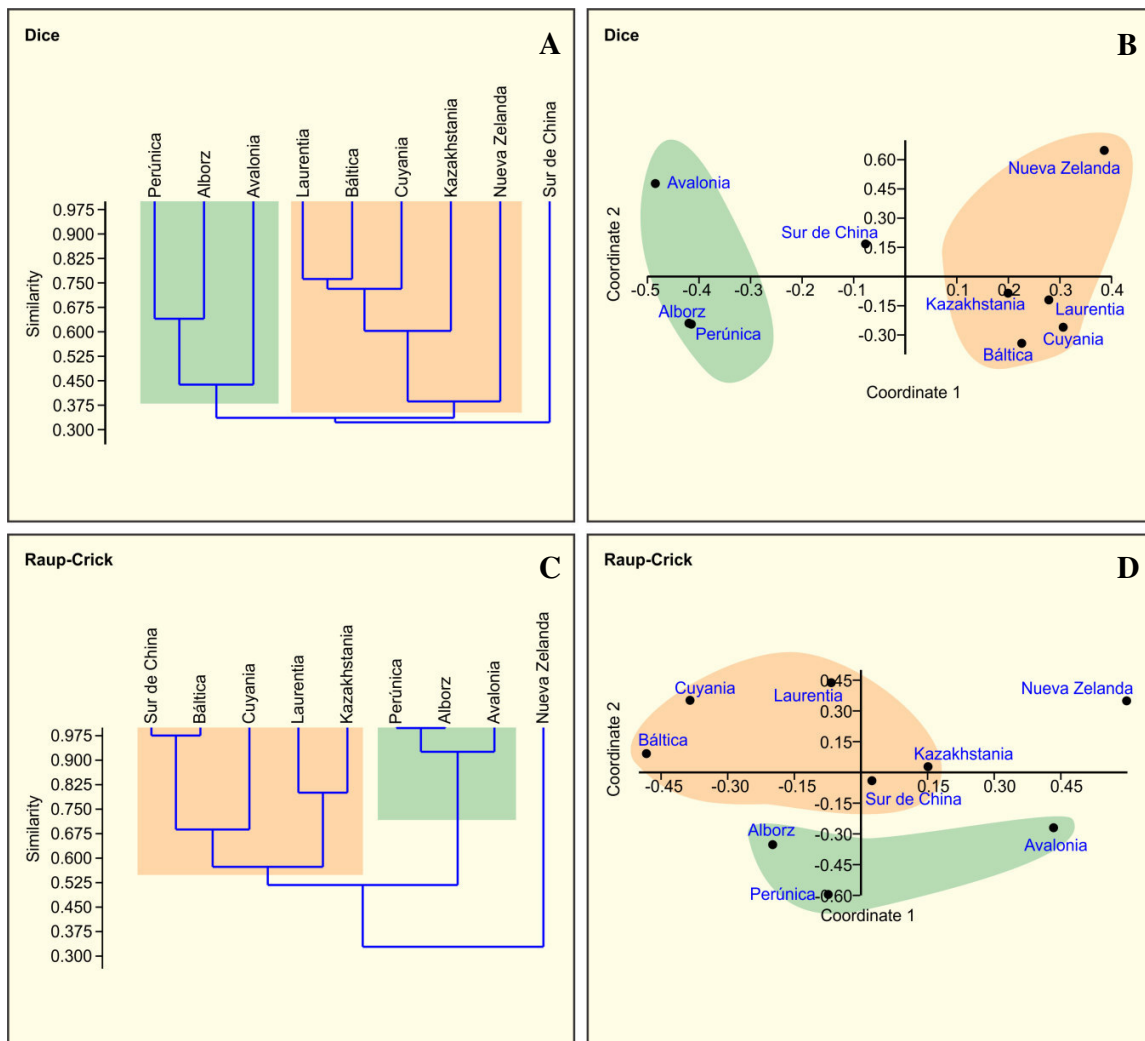 Dice
A
Perúnica
Alborz
Avalonia
Laurentia
Báltica
Cuyania
Kazakhstania
Nueva Zelanda
Sur de China
Similarity
0.975
0.900
0.825
0.750
0.675
0.600
0.525
0.450
0.375
0.300
Dice
B
Coordinate 2
0.60
0.45
0.30
0.15
-0.15
-0.30
-0.5 -0.4 -0.3 -0.2 -0.1 0.1 0.2 0.3 0.4
Nueva Zelanda
Avalonia
Sur de China
Kazakhstania
Laurentia
Alborz
Perúnica
Cuyania
Báltica
Coordinate 1
Raup-Crick
C
Sur de China
Báltica
Cuyania
Laurentia
Kazakhstania
Perúnica
Alborz
Avalonia
Nueva Zelanda
Similarity
0.975
0.900
0.825
0.750
0.675
0.600
0.525
0.450
0.375
0.300
Raup-Crick
D
Coordinate 2
0.45
0.30
0.15
-0.15
-0.30
-0.45
-0.60
-0.45 -0.30 -0.15 0.15 0.30 0.45
Cuyania
Laurentia
Nueva Zelanda
Báltica
Kazakhstania
Sur de China
Alborz
Avalonia
Perúnica
Coordinate 1